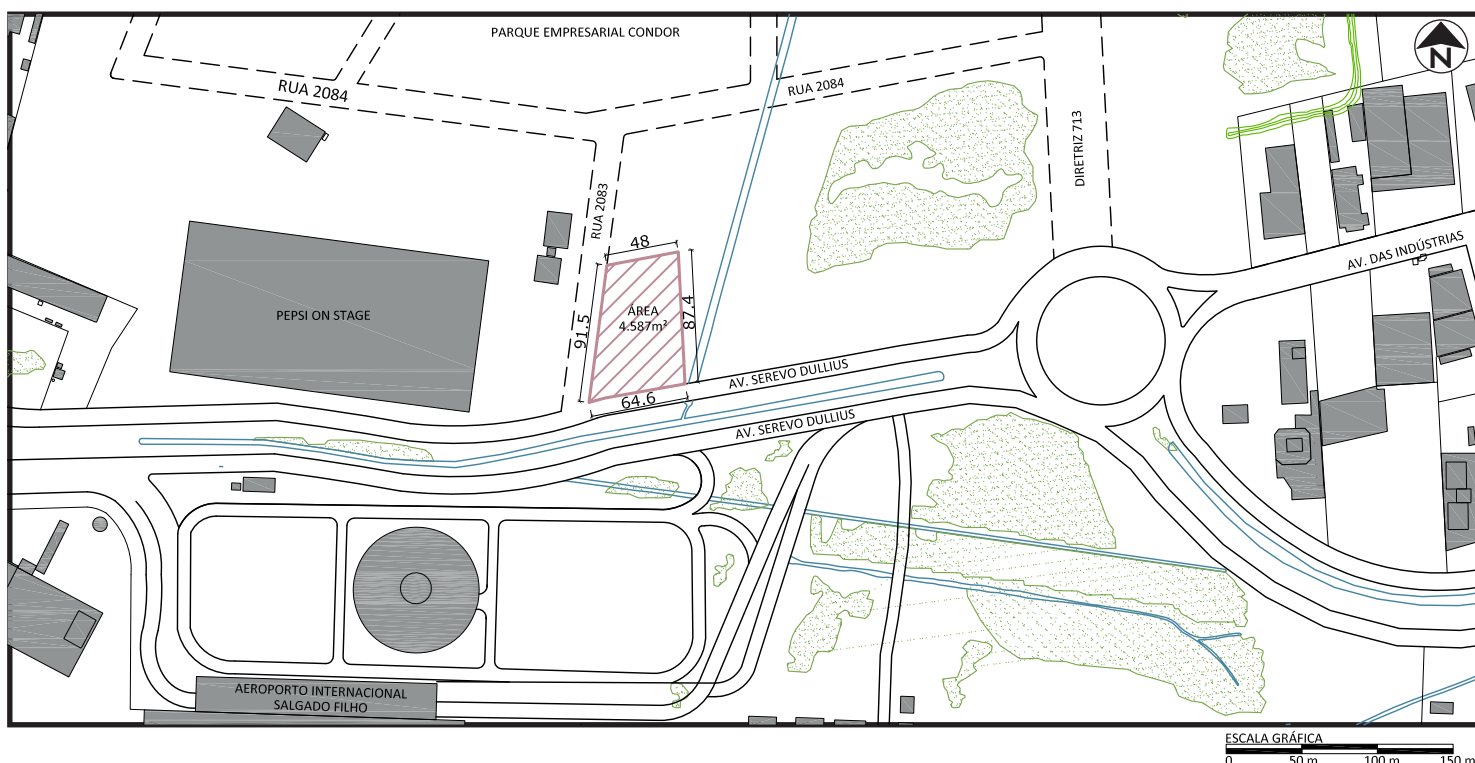 PARQUE EMPRESARIAL CONDOR
N
RUA 2084
RUA 2084
DIRETRIZ 713
RUA 2083
48
AV. DAS INDÚSTRIAS
PEPSI ON STAGE
ÁREA
4.587m²
91.5
87.4
64.6
AV. SEREVO DULLIUS
AV. SEREVO DULLIUS
AEROPORTO INTERNACIONAL
SALGADO FILHO
ESCALA GRÁFICA
0 50 m 100 m 150 m